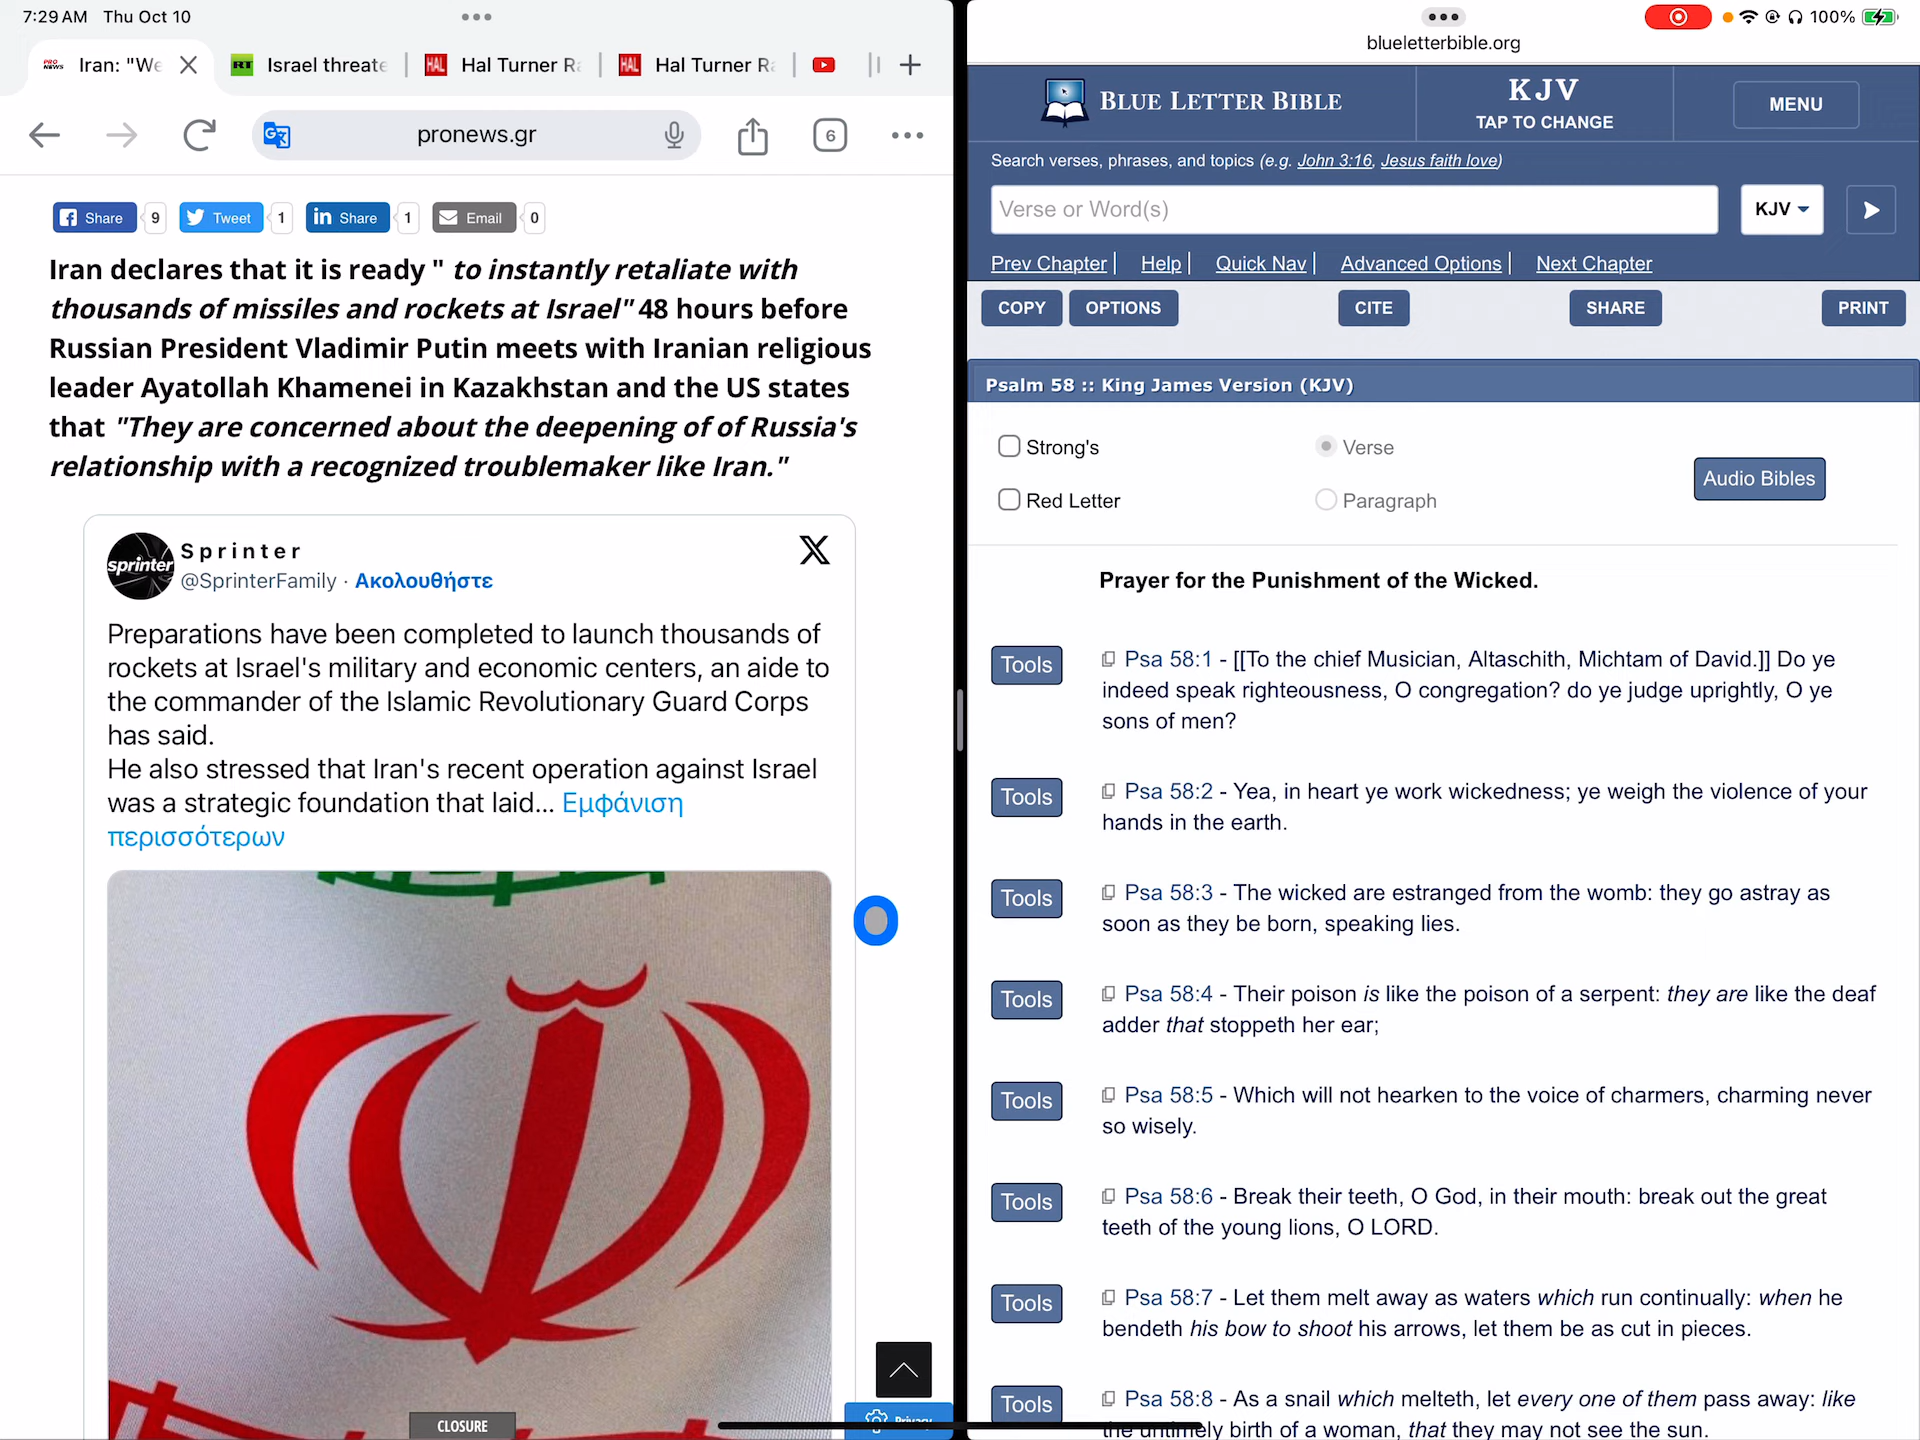 7:29 AM Thu Oct 10
Iran: "We
RT Israel threate
HAL Hal Turner Ra
HAL Hal Turner Ra
pronews.gr
6
Share 9 Tweet 1 Share 1 Email 0
Iran declares that it is ready " to instantly retaliate with
thousands of missiles and rockets at Israel" 48 hours before
Russian President Vladimir Putin meets with Iranian religious
leader Ayatollah Khamenei in Kazakhstan and the US states
that "They are concerned about the deepening of of Russia's
relationship with a recognized troublemaker like Iran."
sprinter
Sprinter
@SprinterFamily · Ακολουθήστε
Preparations have been completed to launch thousands of
rockets at Israel's military and economic centers, an aide to
the commander of the Islamic Revolutionary Guard Corps
has said.
He also stressed that Iran's recent operation against Israel
was a strategic foundation that laid... Εμφάνιση
περισσότερων
CLOSURE
Privacy
100%
blueletterbible.org
BLUE LETTER BIBLE
KJV
TAP TO CHANGE
MENU
Search verses, phrases, and topics (e.g. John 3:16, Jesus faith love)
Verse or Word(s)
KJV
Prev Chapter | Help | Quick Nav | Advanced Options | Next Chapter
COPY OPTIONS CITE SHARE PRINT
Psalm 58 :: King James Version (KJV)
Strong's Verse
Red Letter Paragraph
Audio Bibles
Prayer for the Punishment of the Wicked.
Tools Psa 58:1 - [[To the chief Musician, Altaschith, Michtam of David.]] Do ye
indeed speak righteousness, O congregation? do ye judge uprightly, O ye
sons of men?
Tools Psa 58:2 - Yea, in heart ye work wickedness; ye weigh the violence of your
hands in the earth.
Tools Psa 58:3 - The wicked are estranged from the womb: they go astray as
soon as they be born, speaking lies.
Tools Psa 58:4 - Their poison is like the poison of a serpent: they are like the deaf
adder that stoppeth her ear;
Tools Psa 58:5 - Which will not hearken to the voice of charmers, charming never
so wisely.
Tools Psa 58:6 - Break their teeth, O God, in their mouth: break out the great
teeth of the young lions, O LORD.
Tools Psa 58:7 - Let them melt away as waters which run continually: when he
bendeth his bow to shoot his arrows, let them be as cut in pieces.
Tools Psa 58:8 - As a snail which melteth, let every one of them pass away: like
the untimely birth of a woman, that they may not see the sun.